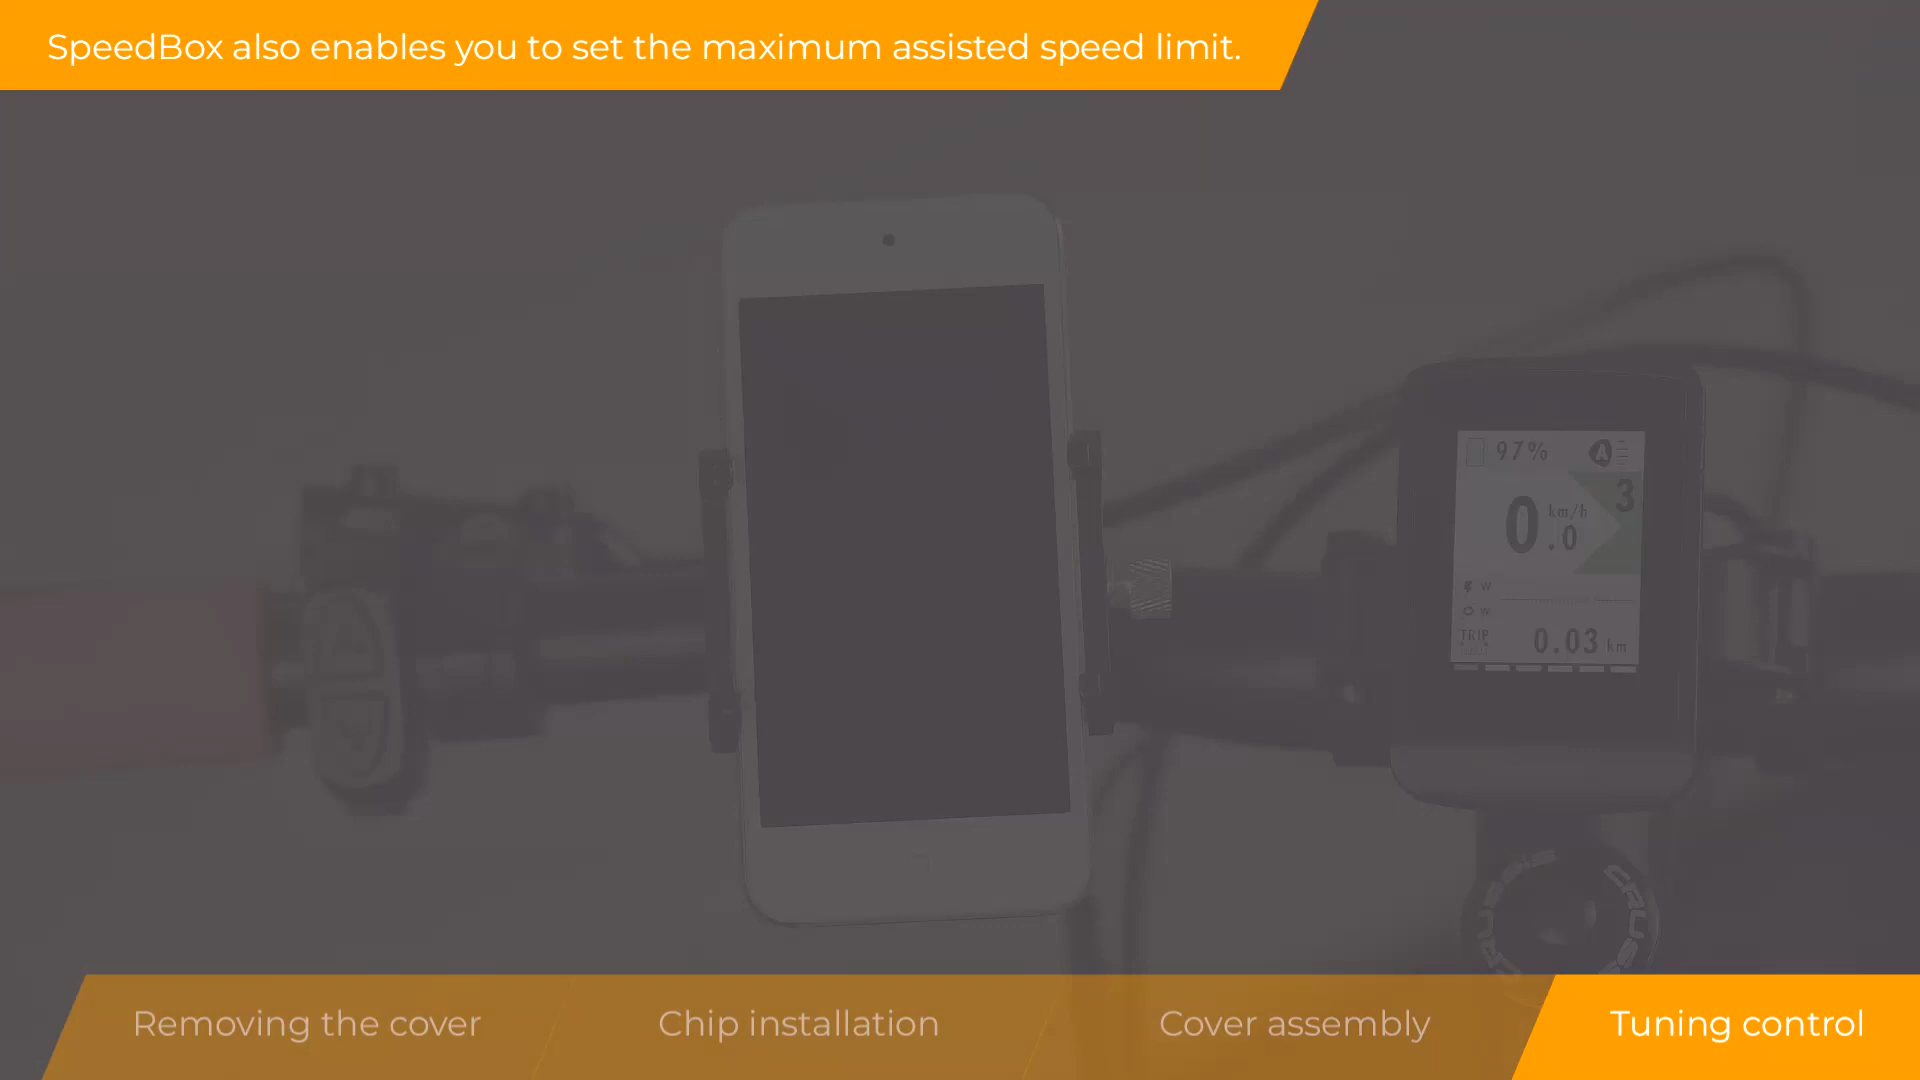 SpeedBox also enables you to set the maximum assisted speed limit.
97% A
3
0.0 km/h
W
W
TRIP 0.03 km
Removing the cover
Chip installation
Cover assembly
Tuning control